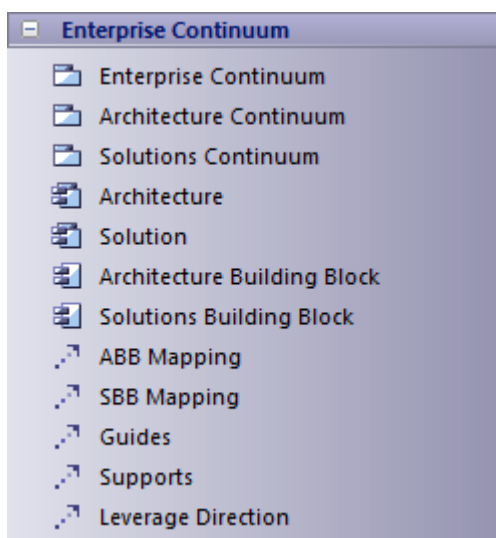 Enterprise Continuum
Enterprise Continuum
Architecture Continuum
Solutions Continuum
Architecture
Solution
Architecture Building Block
Solutions Building Block
ABB Mapping
SBB Mapping
Guides
Supports
Leverage Direction